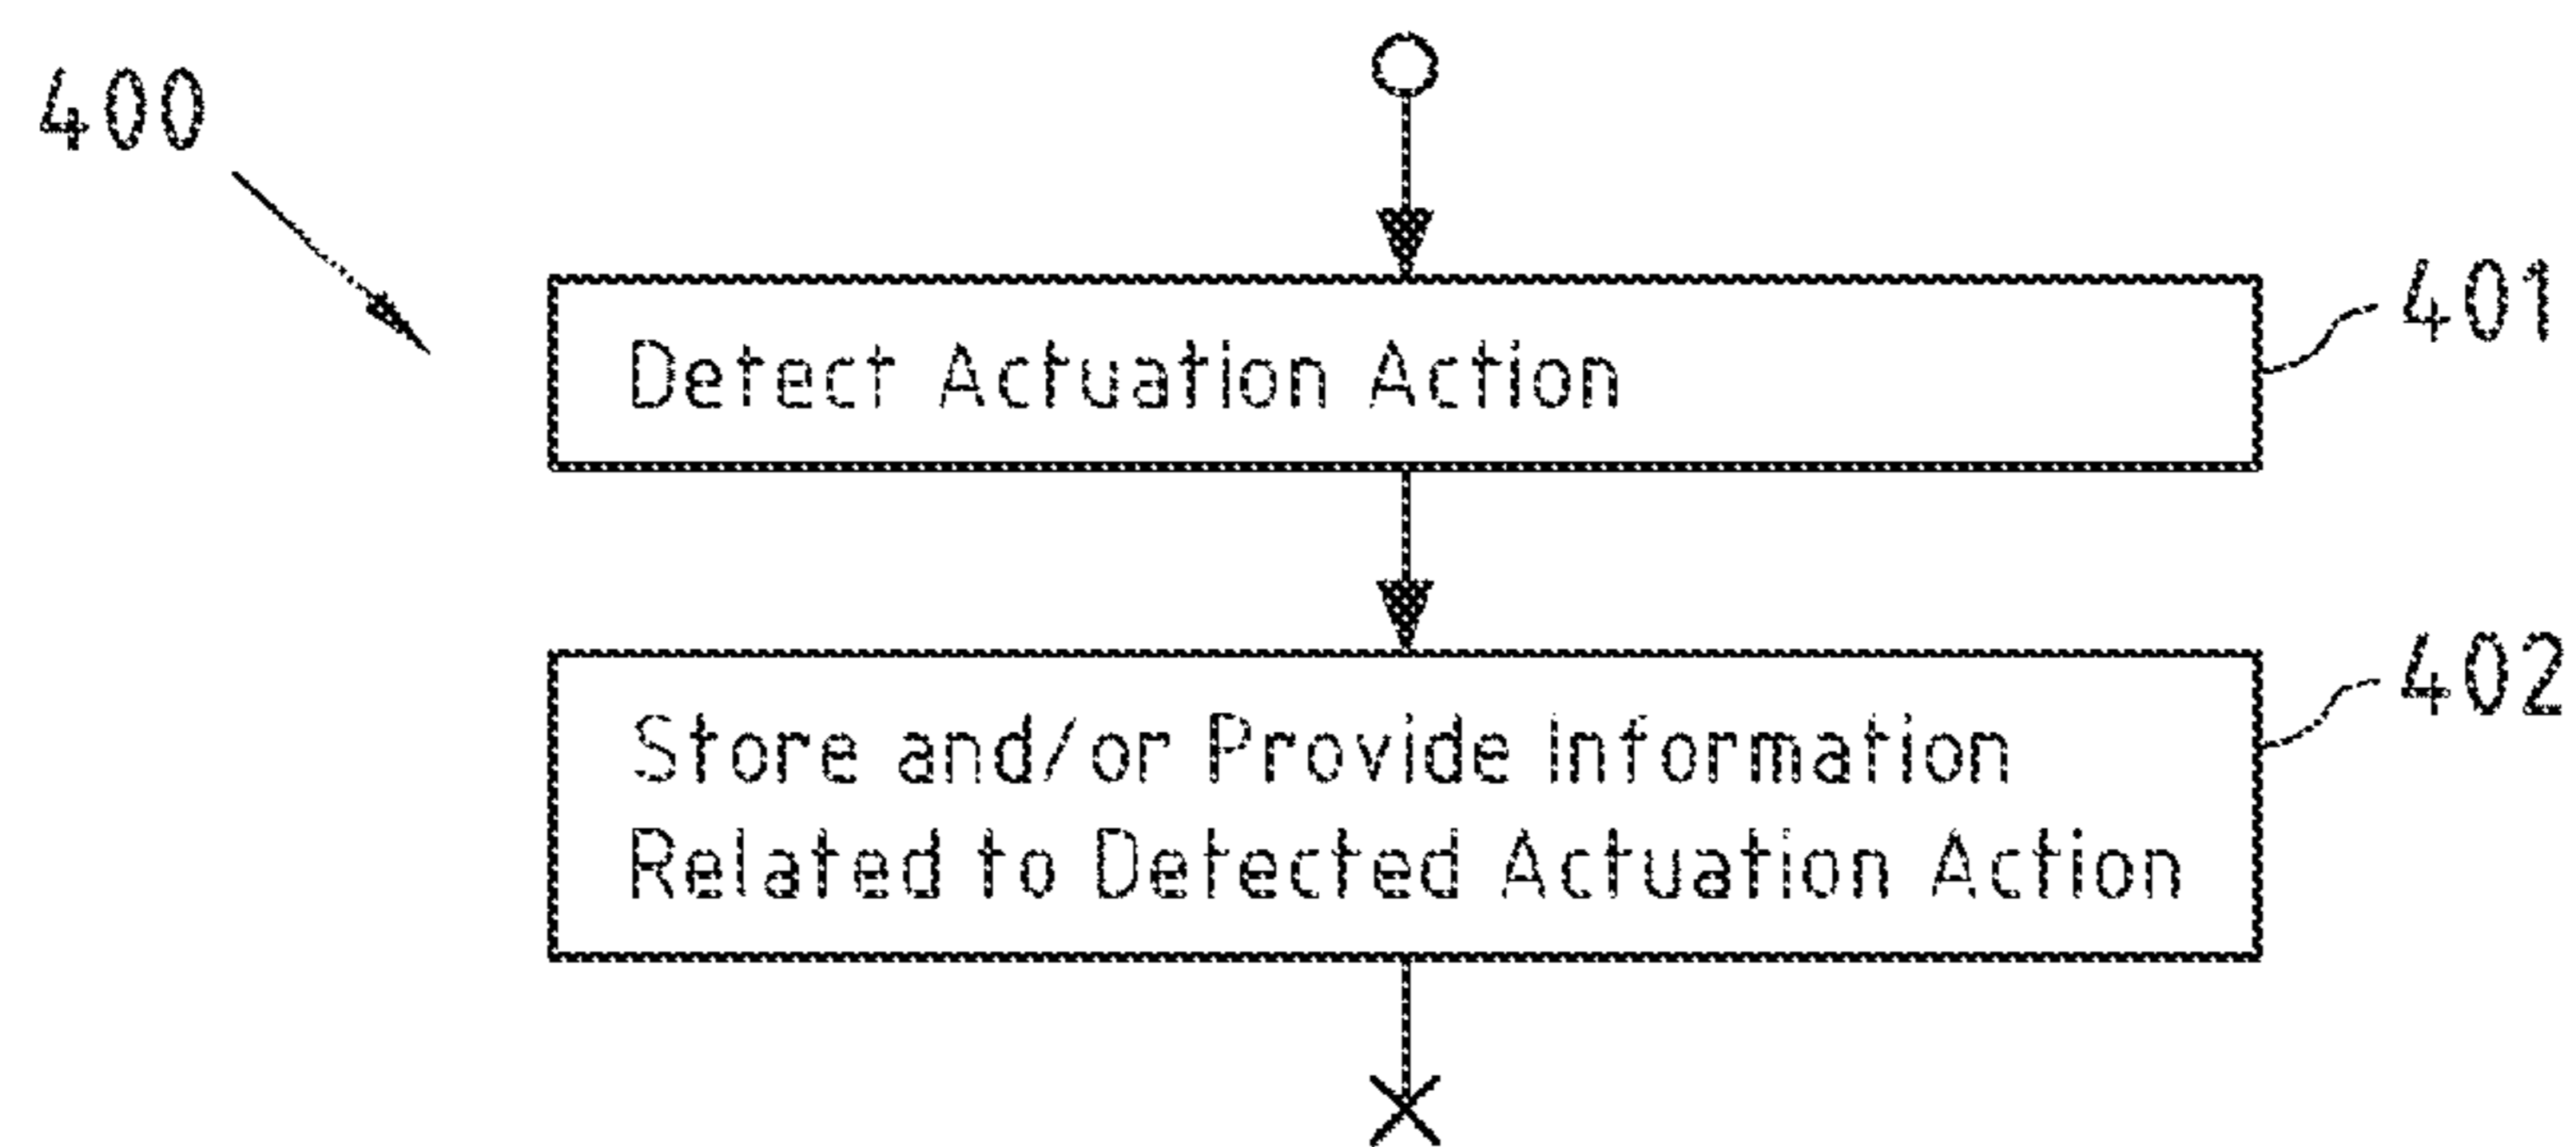 400
Detect Actuation Action
401
Store and/or Provide Information
Related to Detected Actuation Action
402